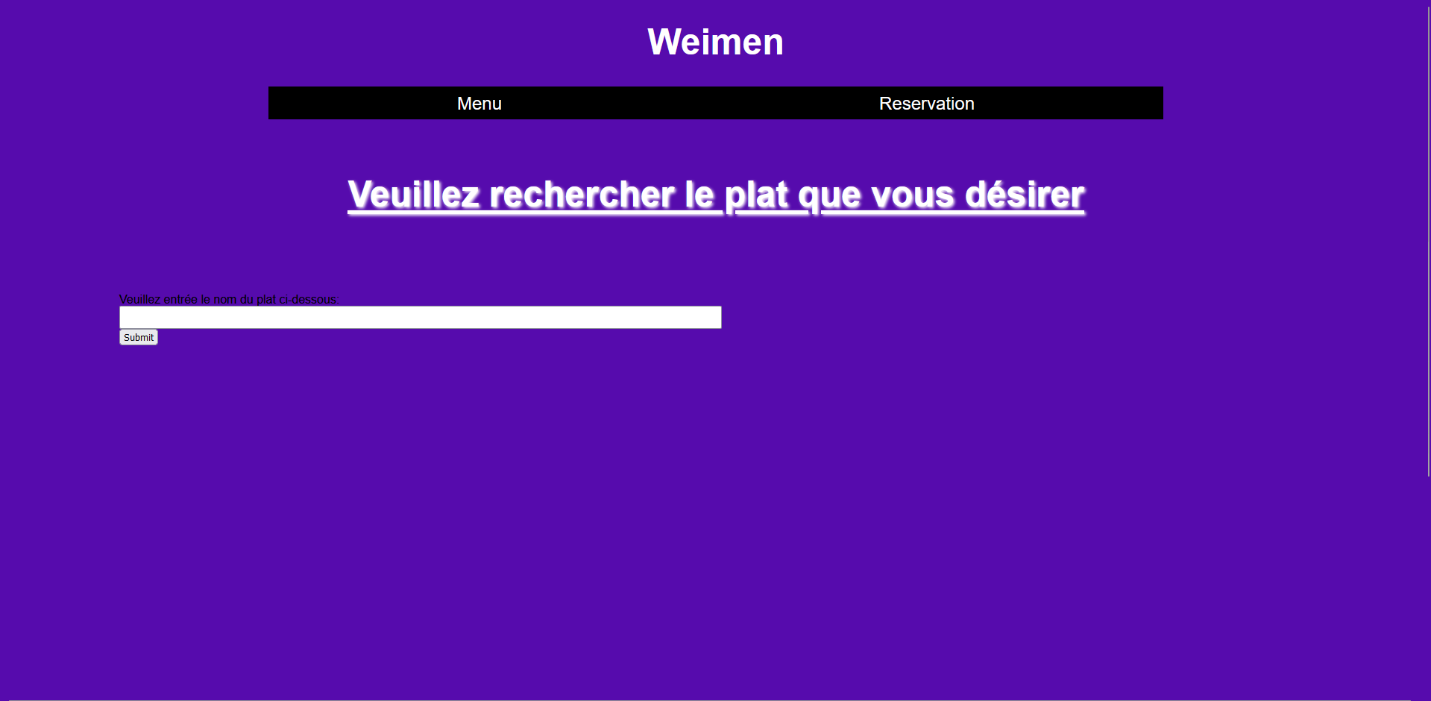 Weimen
Menu Reservation
Veuillez rechercher le plat que vous désirer
Veuillez entrée le nom du plat ci-dessous:
Submit